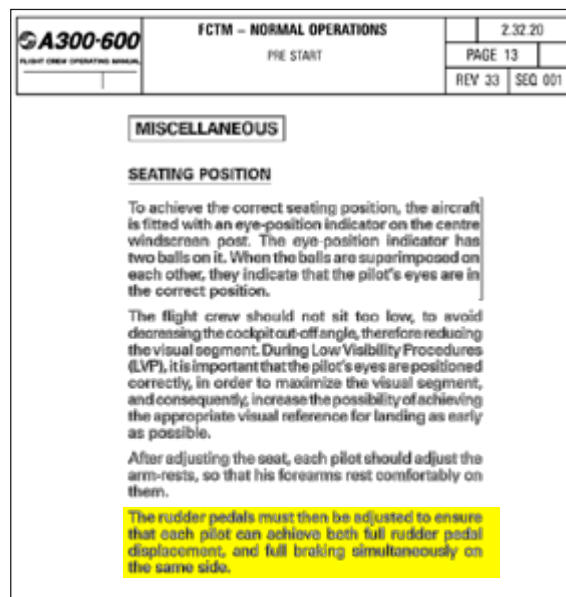 A300-600
FLIGHT CREW OPERATING MANUAL
FCTM – NORMAL OPERATIONS
PRE START
2.32.20
PAGE 13
REV 33 SEQ 001
MISCELLANEOUS
SEATING POSITION
To achieve the correct seating position, the aircraft
is fitted with an eye-position indicator on the centre
windscreen post. The eye-position indicator has
two balls on it. When the balls are superimposed on
each other, they indicate that the pilot's eyes are in
the correct position.
The flight crew should not sit too low, to avoid
decreasing the cockpit cut-off angle, therefore reducing
the visual segment. During Low Visibility Procedures
(LVP), it is important that the pilot's eyes are positioned
correctly, in order to maximize the visual segment,
and consequently, increase the possibility of achieving
the appropriate visual reference for landing as early
as possible.
After adjusting the seat, each pilot should adjust the
arm-rests, so that his forearms rest comfortably on
them.
The rudder pedals must then be adjusted to ensure
that each pilot can achieve both full rudder pedal
displacement, and full braking simultaneously on
the same side.